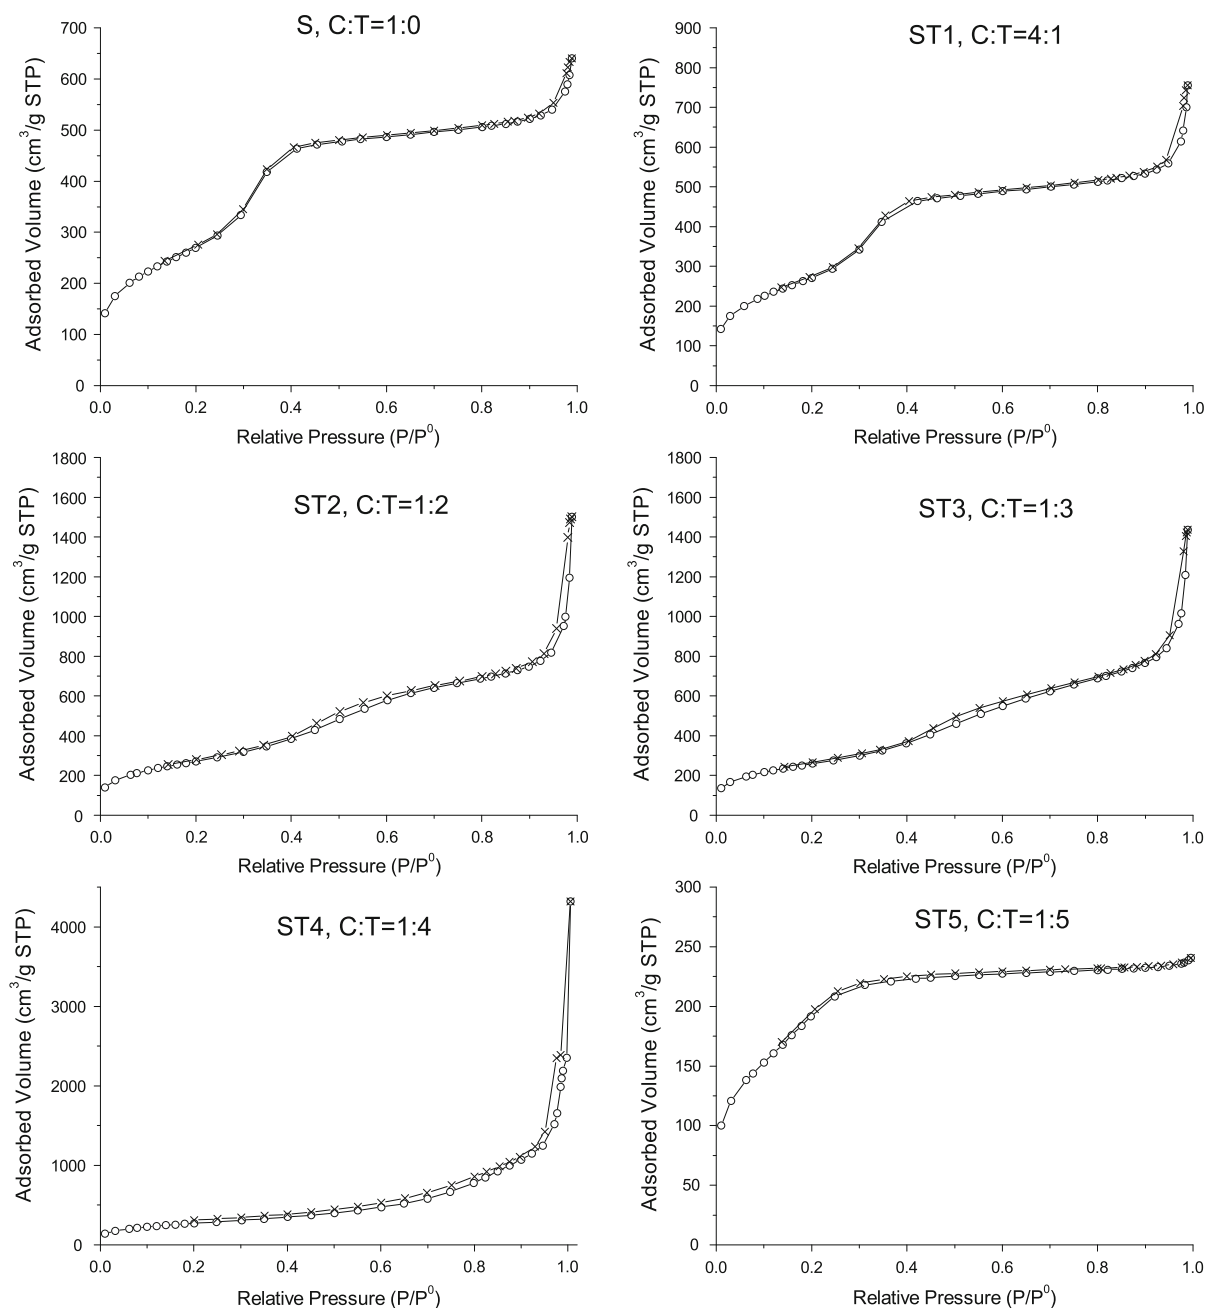 S, C:T=1:0
Adsorbed Volume (cm³/g STP)
700
600
500
400
300
200
100
0
0.0 0.2 0.4 0.6 0.8 1.0
Relative Pressure (P/P⁰)
ST1, C:T=4:1
Adsorbed Volume (cm³/g STP)
900
800
700
600
500
400
300
200
100
0
0.0 0.2 0.4 0.6 0.8 1.0
Relative Pressure (P/P⁰)
ST2, C:T=1:2
Adsorbed Volume (cm³/g STP)
1800
1600
1400
1200
1000
800
600
400
200
0
0.0 0.2 0.4 0.6 0.8 1.0
Relative Pressure (P/P⁰)
ST3, C:T=1:3
Adsorbed Volume (cm³/g STP)
1800
1600
1400
1200
1000
800
600
400
200
0
0.0 0.2 0.4 0.6 0.8 1.0
Relative Pressure (P/P⁰)
ST4, C:T=1:4
Adsorbed Volume (cm³/g STP)
4000
3000
2000
1000
0
0.0 0.2 0.4 0.6 0.8 1.0
Relative Pressure (P/P⁰)
ST5, C:T=1:5
Adsorbed Volume (cm³/g STP)
300
250
200
150
100
50
0
0.0 0.2 0.4 0.6 0.8 1.0
Relative Pressure (P/P⁰)